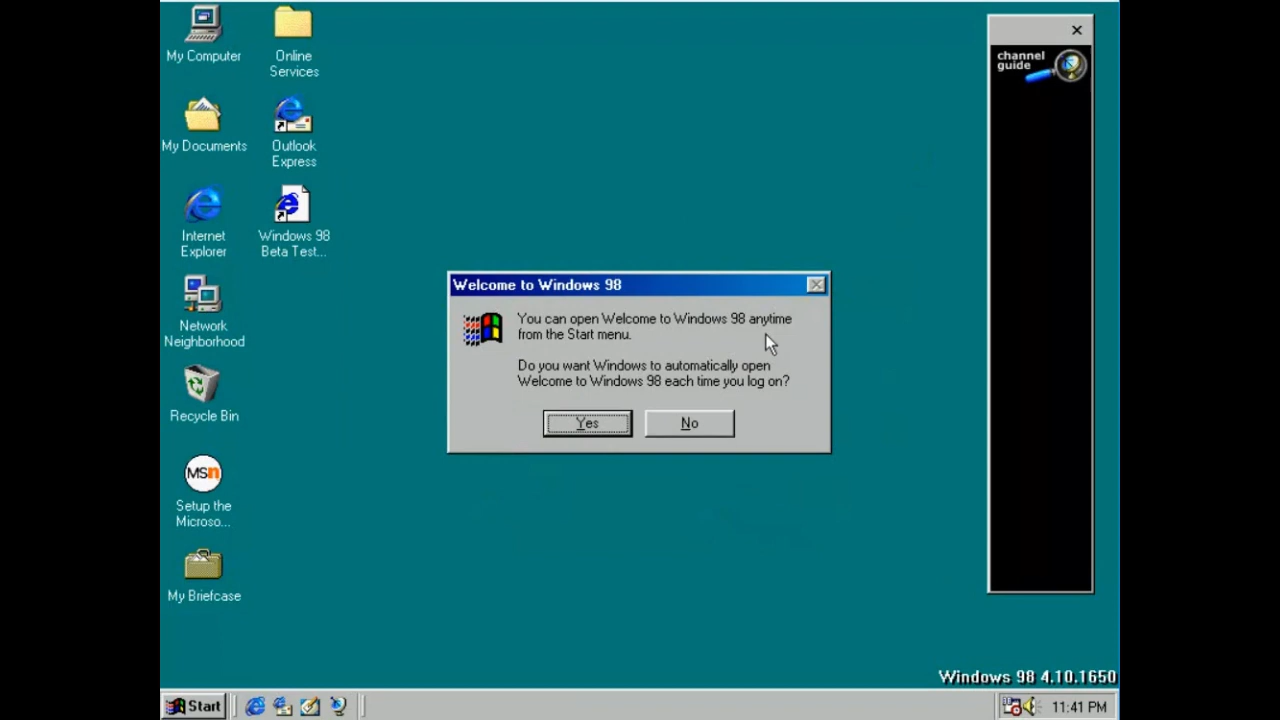 My Computer
Online
Services
My Documents
Outlook
Express
Internet
Explorer
Windows 98
Beta Test...
Network
Neighborhood
Recycle Bin
MSn
Setup the
Microso...
My Briefcase
channel
guide
Welcome to Windows 98
You can open Welcome to Windows 98 anytime
from the Start menu.
Do you want Windows to automatically open
Welcome to Windows 98 each time you log on?
Yes
No
Windows 98 4.10.1650
Start
11:41 PM